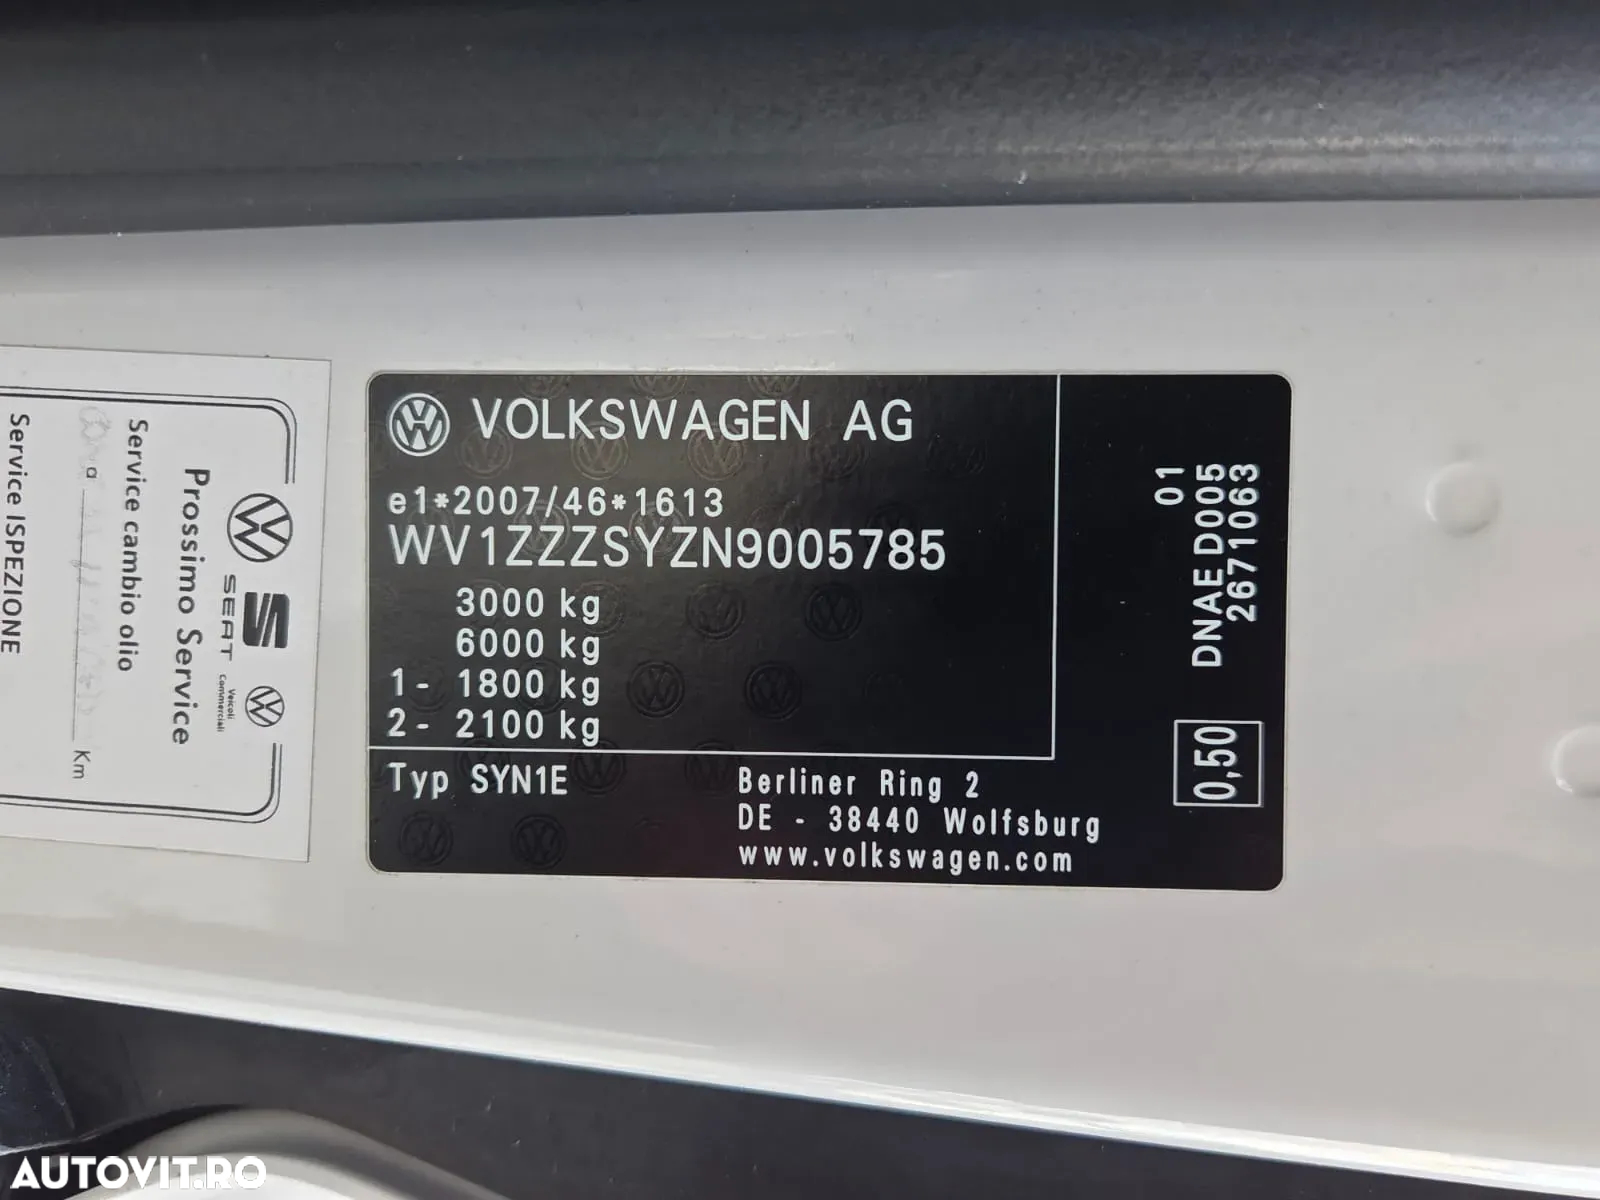 VOLKSWAGEN AG
e1*2007/46*1613
WV1ZZZSYZN9005785
3000 kg
6000 kg
1- 1800 kg
2- 2100 kg
Typ SYN1E
Berliner Ring 2
DE - 38440 Wolfsburg
www.volkswagen.com
01
DNAE D005
2671063
0,50
SEAT
Veicoli
Commerciali
Prossimo Service
Service cambio olio
a
Km
Service ISPEZIONE
AUTOVIT.RO